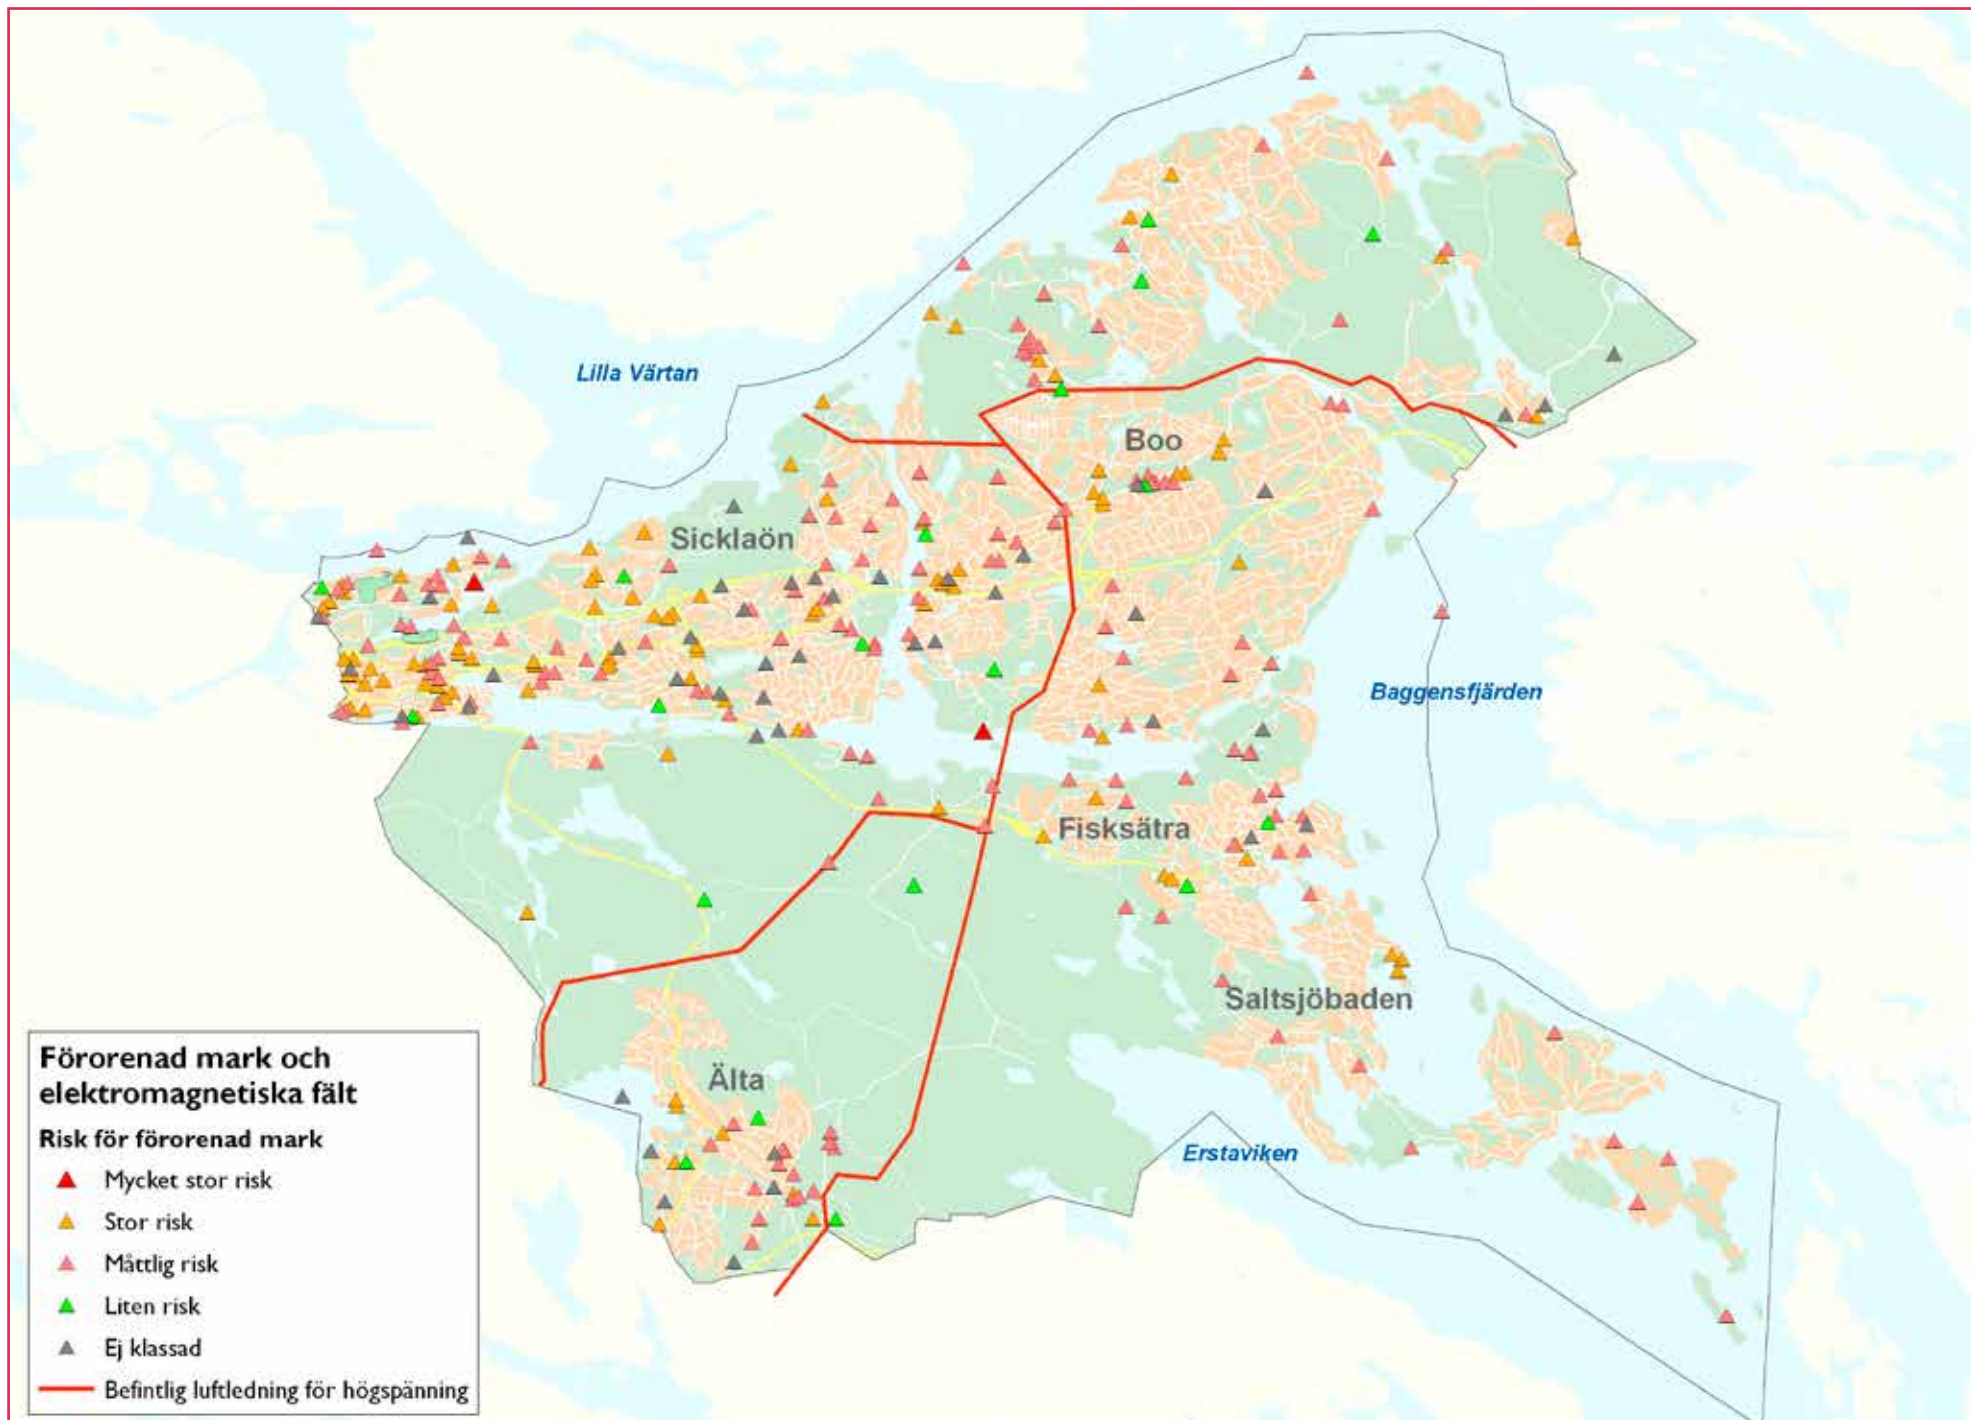 Lilla Värtan
Boo
Sicklaön
Baggensfjärden
Fisksätra
Saltsjöbaden
Älta
Erstaviken
Förorenad mark och
elektromagnetiska fält
Risk för förorenad mark
Mycket stor risk
Stor risk
Måttlig risk
Liten risk
Ej klassad
Befintlig luftledning för högspänning